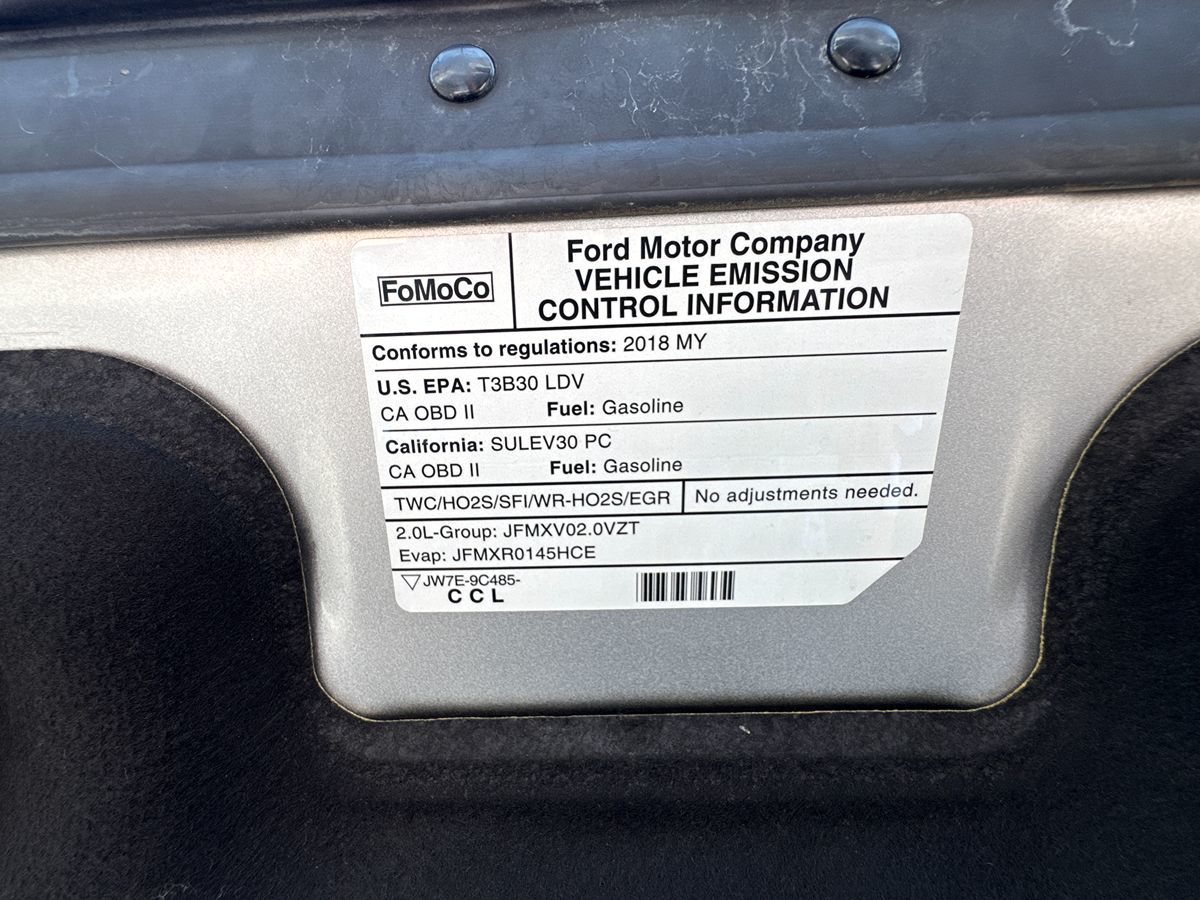 FoMoCo
Ford Motor Company
VEHICLE EMISSION
CONTROL INFORMATION
Conforms to regulations: 2018 MY
U.S. EPA: T3B30 LDV
CA OBD II Fuel: Gasoline
California: SULEV30 PC
CA OBD II Fuel: Gasoline
TWC/HO2S/SFI/WR-HO2S/EGR No adjustments needed.
2.0L-Group: JFMXV02.0VZT
Evap: JFMXR0145HCE
JW7E-9C485-
C C L